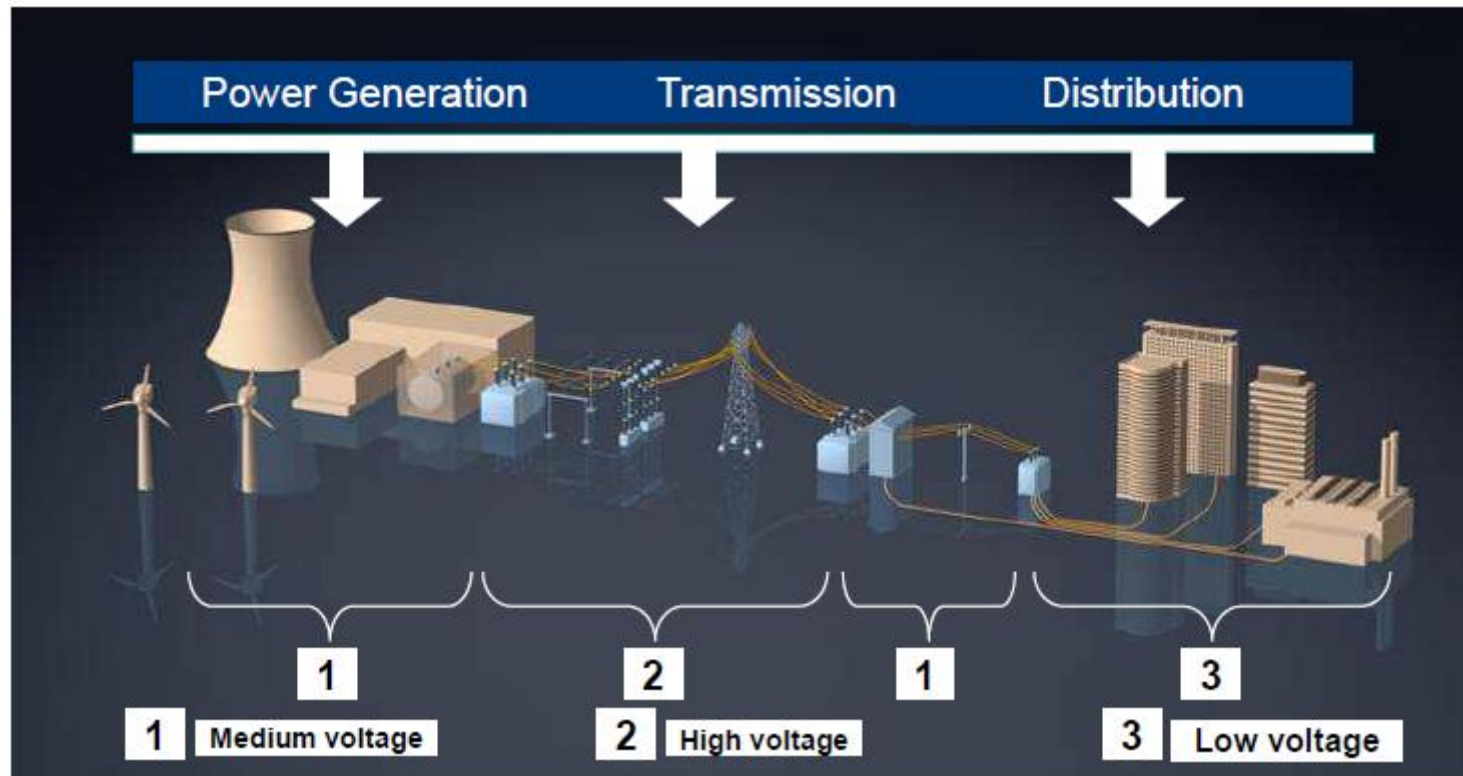 Power Generation Transmission Distribution
1 2 1 3
1 Medium voltage 2 High voltage 3 Low voltage